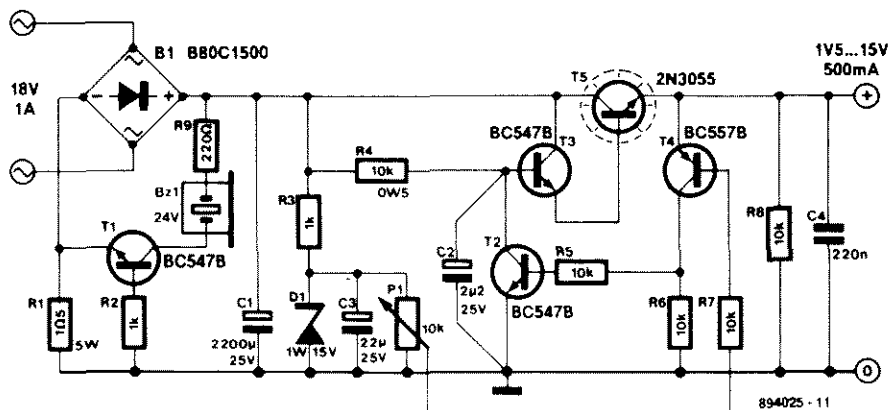 B1 B80C1500
1V5...15V
500mA
18V
1A
~
~
−
+
R9
220Ω
Bz1
24V
T1
BC547B
R1
1Ω5
5W
R2
1k
C1
2200µ
25V
R3
1k
R4
10k
0W5
D1
1W 15V
C3
22µ
25V
P1
10k
C2
2µ2
25V
BC547B
T3
T5
2N3055
BC557B
T4
T2
BC547B
R5
10k
R6
10k
R7
10k
R8
10k
C4
220n
+
0
894025 - 11